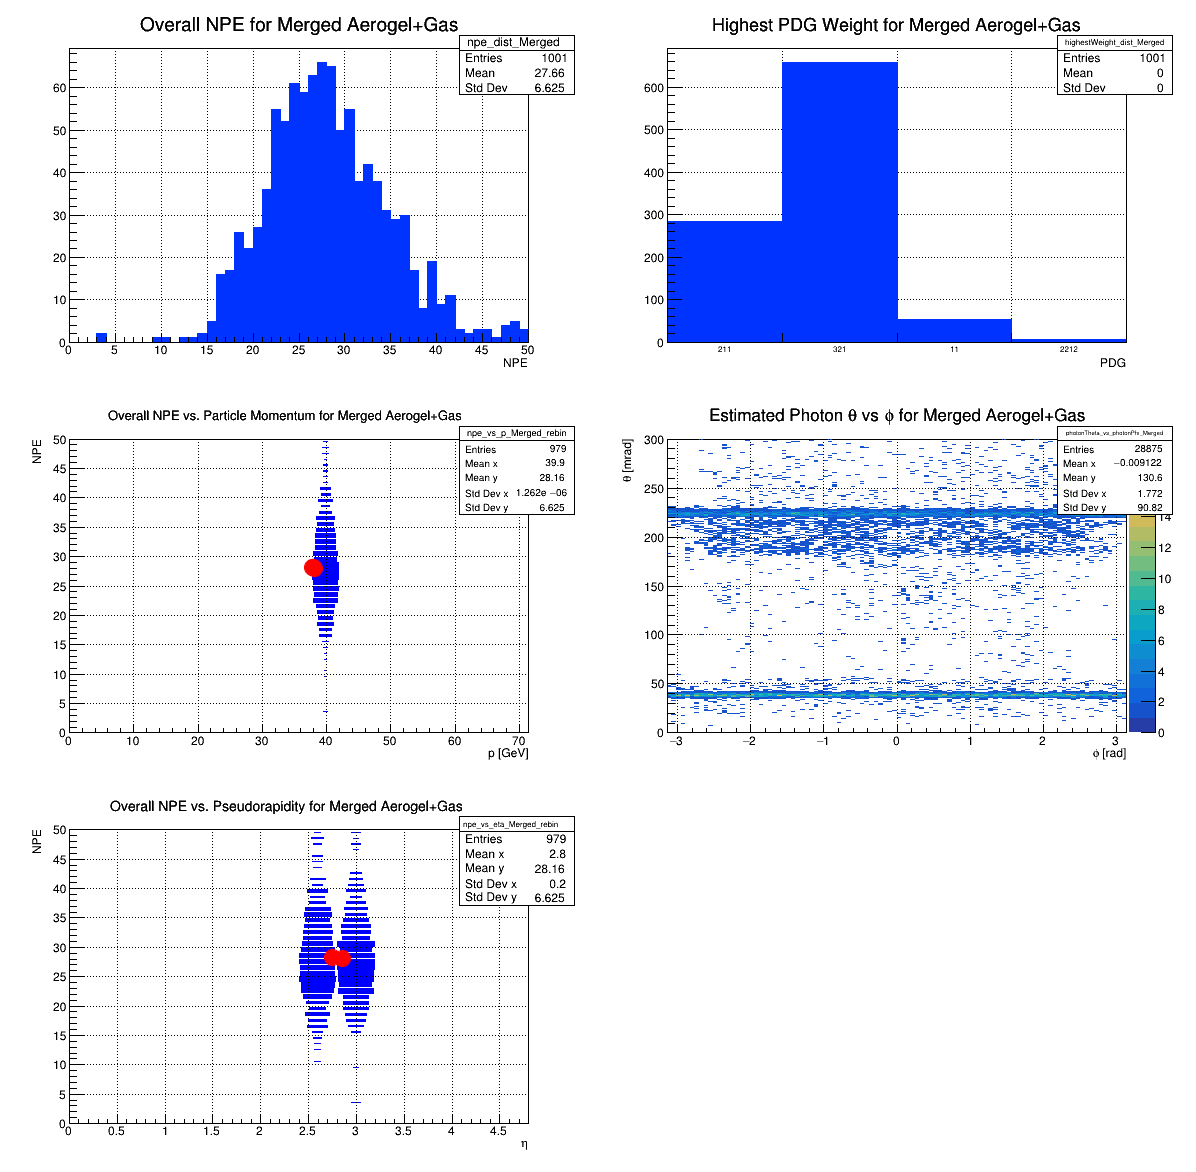 Overall NPE for Merged Aerogel+Gas
npe_dist_Merged
Entries 1001
Mean 27.66
Std Dev 6.625
60
50
40
30
20
10
0
0 5 10 15 20 25 30 35 40 45 50
NPE
Highest PDG Weight for Merged Aerogel+Gas
highestWeight_dist_Merged
Entries 1001
Mean 0
Std Dev 0
600
500
400
300
200
100
0
211 321 11 2212
PDG
Overall NPE vs. Particle Momentum for Merged Aerogel+Gas
npe_vs_p_Merged_rebin
Entries 979
Mean x 39.9
Mean y 28.16
Std Dev x 1.262e −06
Std Dev y 6.625
NPE
50
45
40
35
30
25
20
15
10
5
0
0 10 20 30 40 50 60 70
p [GeV]
Estimated Photon θ vs ϕ for Merged Aerogel+Gas
photonTheta_vs_photonPhi_Merged
Entries 28875
Mean x −0.009122
Mean y 130.6
Std Dev x 1.772
Std Dev y 90.82
θ [mrad]
300
250
200
150
100
50
0
−3 −2 −1 0 1 2 3
ϕ [rad]
14
12
10
8
6
4
2
0
Overall NPE vs. Pseudorapidity for Merged Aerogel+Gas
npe_vs_eta_Merged_rebin
Entries 979
Mean x 2.8
Mean y 28.16
Std Dev x 0.2
Std Dev y 6.625
NPE
50
45
40
35
30
25
20
15
10
5
0
0 0.5 1 1.5 2 2.5 3 3.5 4 4.5
η